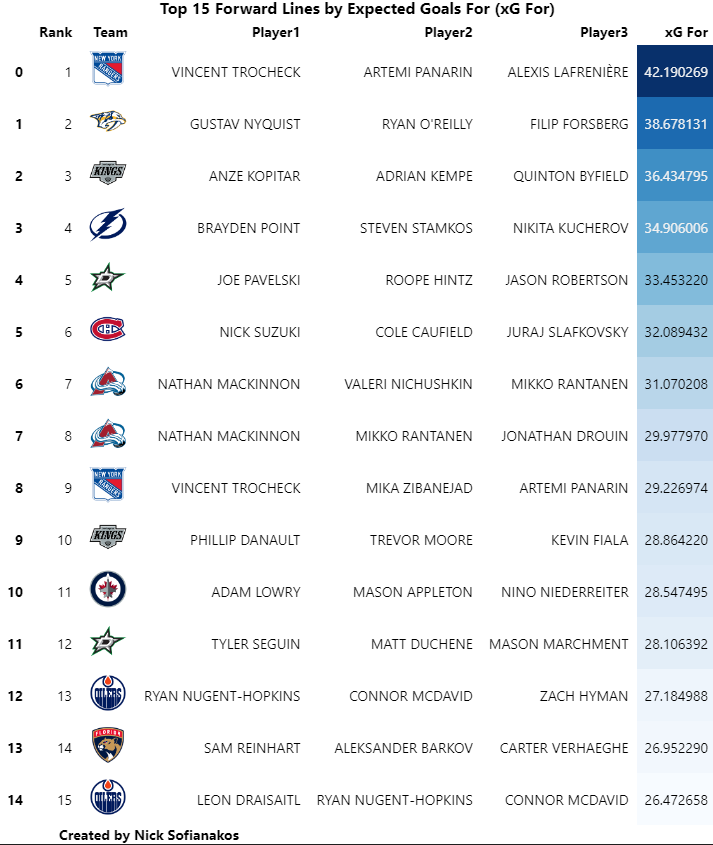 Top 15 Forward Lines by Expected Goals For (xG For)
Rank Team Player1 Player2 Player3 xG For
0 1 NEW YORK RANGERS VINCENT TROCHECK ARTEMI PANARIN ALEXIS LAFRENIÈRE 42.190269
1 2 GUSTAV NYQUIST RYAN O'REILLY FILIP FORSBERG 38.678131
2 3 KINGS ANZE KOPITAR ADRIAN KEMPE QUINTON BYFIELD 36.434795
3 4 BRAYDEN POINT STEVEN STAMKOS NIKITA KUCHEROV 34.906006
4 5 D JOE PAVELSKI ROOPE HINTZ JASON ROBERTSON 33.453220
5 6 CH NICK SUZUKI COLE CAUFIELD JURAJ SLAFKOVSKY 32.089432
6 7 NATHAN MACKINNON VALERI NICHUSHKIN MIKKO RANTANEN 31.070208
7 8 NATHAN MACKINNON MIKKO RANTANEN JONATHAN DROUIN 29.977970
8 9 NEW YORK RANGERS VINCENT TROCHECK MIKA ZIBANEJAD ARTEMI PANARIN 29.226974
9 10 KINGS PHILLIP DANAULT TREVOR MOORE KEVIN FIALA 28.864220
10 11 ADAM LOWRY MASON APPLETON NINO NIEDERREITER 28.547495
11 12 D TYLER SEGUIN MATT DUCHENE MASON MARCHMENT 28.106392
12 13 OILERS RYAN NUGENT-HOPKINS CONNOR MCDAVID ZACH HYMAN 27.184988
13 14 FLORIDA SAM REINHART ALEKSANDER BARKOV CARTER VERHAEGHE 26.952290
14 15 OILERS LEON DRAISAITL RYAN NUGENT-HOPKINS CONNOR MCDAVID 26.472658
Created by Nick Sofianakos